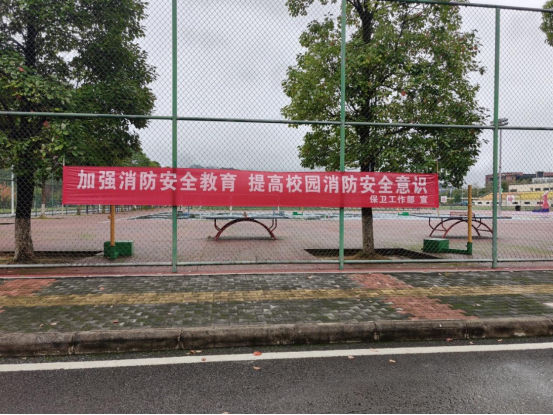 加强消防安全教育 提高校园消防安全意识
保卫工作部 宣